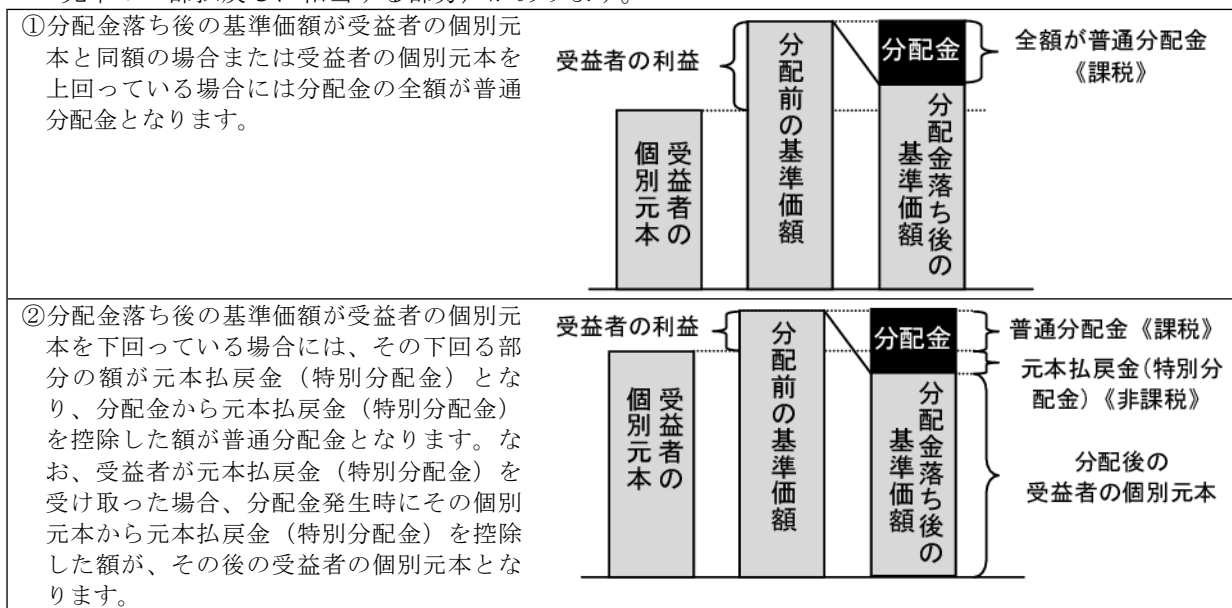 ①分配金落ち後の基準価額が受益者の個別元
本と同額の場合または受益者の個別元本を
上回っている場合には分配金の全額が普通
分配金となります。
受益者の利益
受益者の
個別元本
分配前の基準価額
分配金
分配金落ち後の
基準価額
全額が普通分配金
《課税》
②分配金落ち後の基準価額が受益者の個別元
本を下回っている場合には、その下回る部
分の額が元本払戻金（特別分配金）とな
り、分配金から元本払戻金（特別分配金）
を控除した額が普通分配金となります。な
お、受益者が元本払戻金（特別分配金）を
受け取った場合、分配金発生時にその個別
元本から元本払戻金（特別分配金）を控除
した額が、その後の受益者の個別元本とな
ります。
受益者の利益
受益者の
個別元本
分配前の基準価額
分配金
分配金落ち後の
基準価額
普通分配金《課税》
元本払戻金(特別分
配金)《非課税》
分配後の
受益者の個別元本